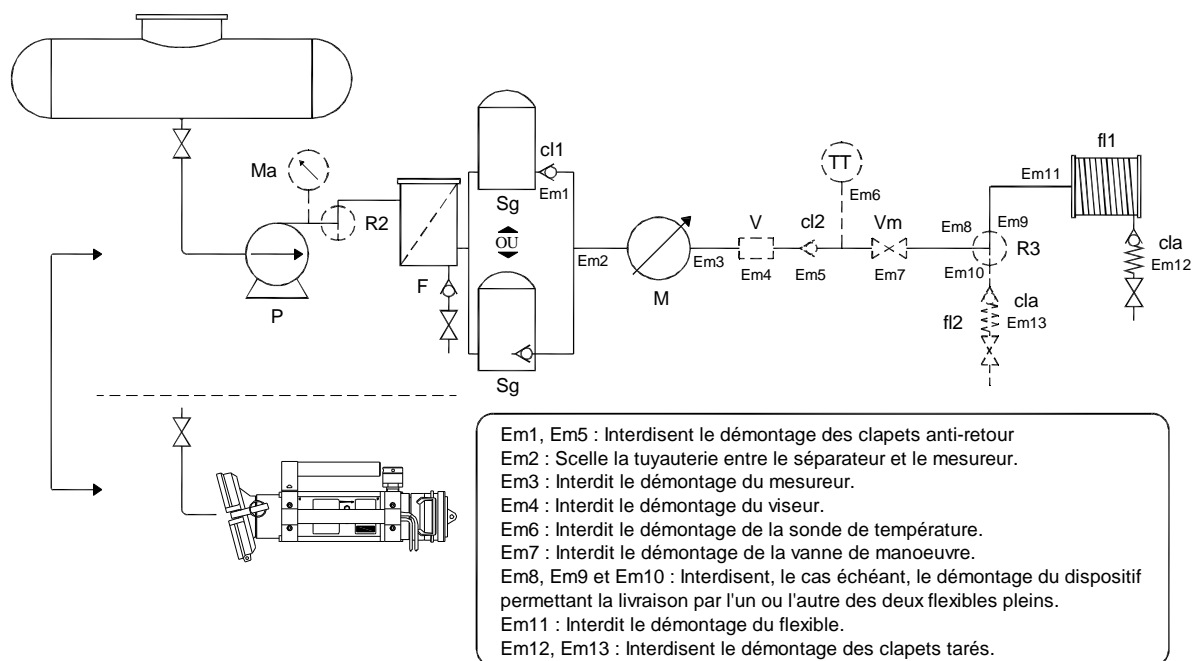 fl1
cl1
Ma
TT
Em11
Em1
Em6
R2
Sg
V
cl2
Vm
Em8
Em9
cla
OU
R3
Em12
Em2
Em3
Em4
Em5
Em7
Em10
F
M
cla
P
fl2
Em13
Sg
Em1, Em5 : Interdisent le démontage des clapets anti-retour
Em2 : Scelle la tuyauterie entre le séparateur et le mesureur.
Em3 : Interdit le démontage du mesureur.
Em4 : Interdit le démontage du viseur.
Em6 : Interdit le démontage de la sonde de température.
Em7 : Interdit le démontage de la vanne de manoeuvre.
Em8, Em9 et Em10 : Interdisent, le cas échéant, le démontage du dispositif
permettant la livraison par l'un ou l'autre des deux flexibles pleins.
Em11 : Interdit le démontage du flexible.
Em12, Em13 : Interdisent le démontage des clapets tarés.